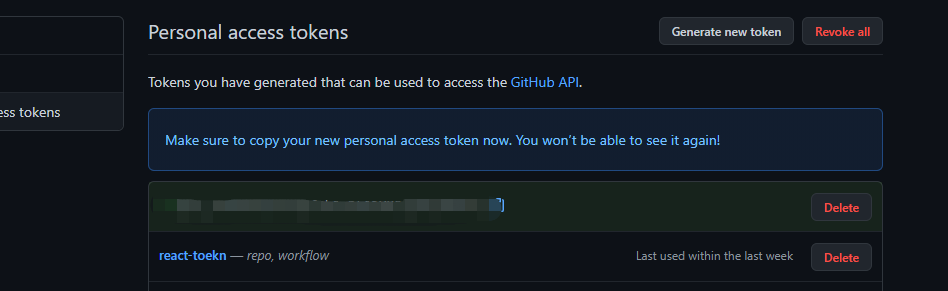 Personal access tokens
Generate new token
Revoke all
Tokens you have generated that can be used to access the GitHub API.
ess tokens
Make sure to copy your new personal access token now. You won't be able to see it again!
Delete
react-toekn — repo, workflow
Last used within the last week
Delete